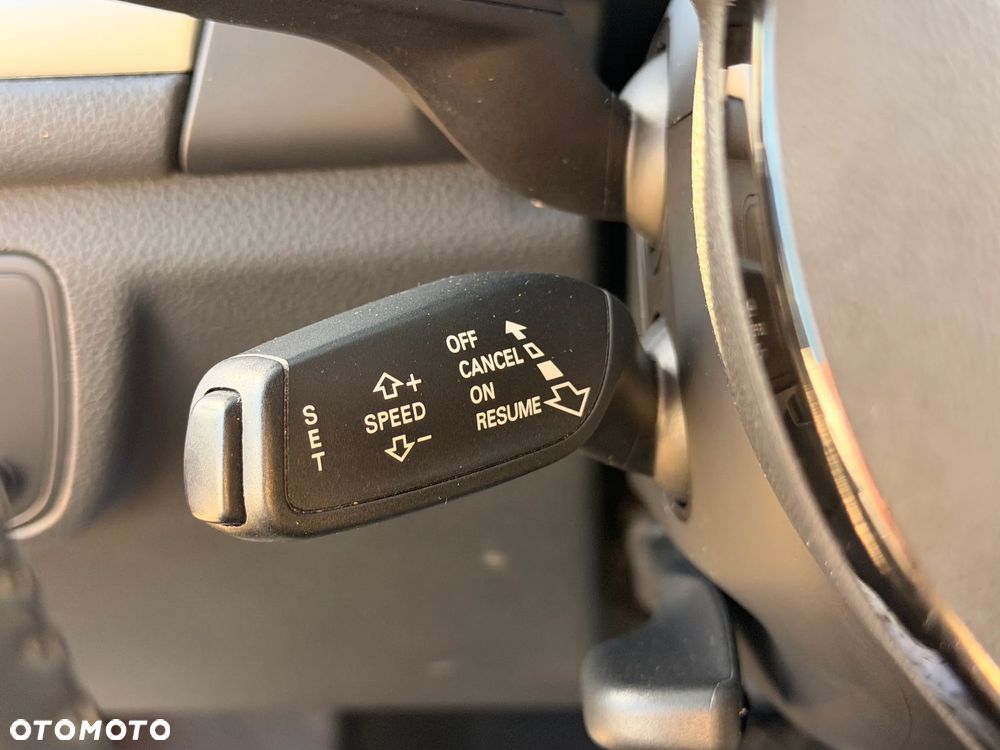 OFF
CANCEL
ON
RESUME
+
SPEED
–
SET
OTOMOTO